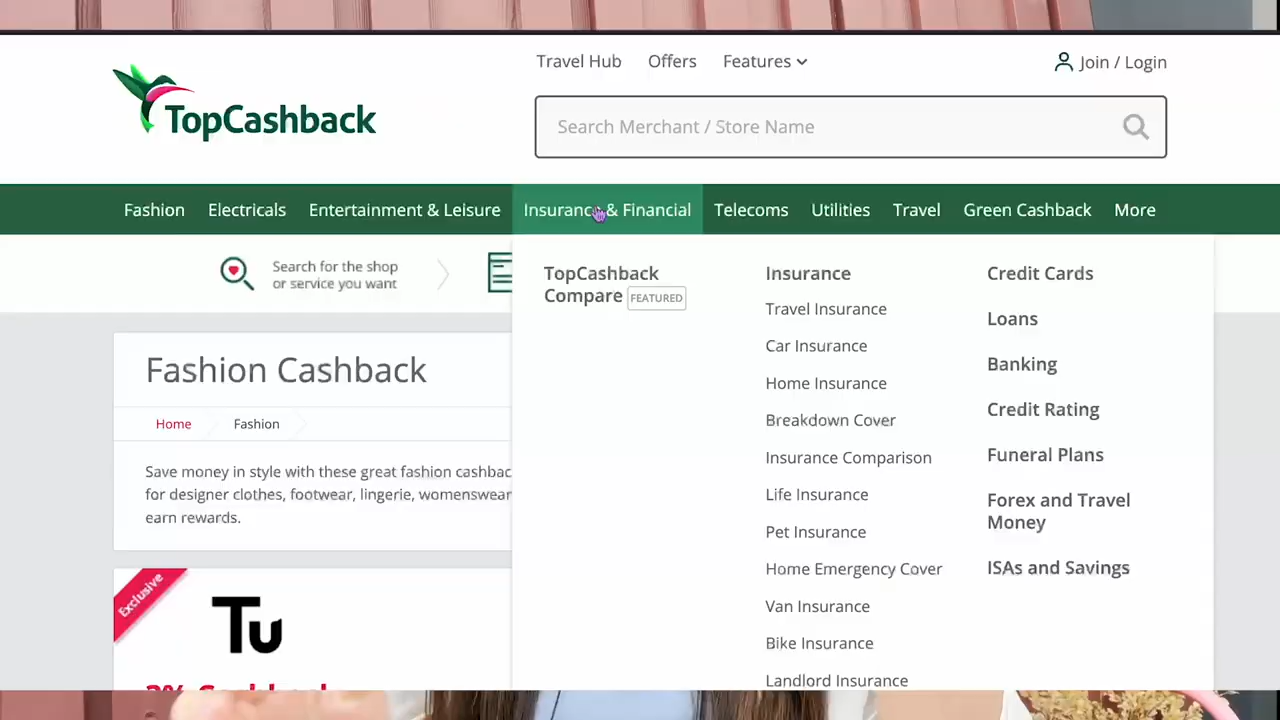 Travel Hub
Offers
Features
Join / Login
TopCashback
Search Merchant / Store Name
Fashion
Electricals
Entertainment & Leisure
Insurance & Financial
Telecoms
Utilities
Travel
Green Cashback
More
Search for the shop
or service you want
TopCashback
Compare FEATURED
Insurance
Travel Insurance
Car Insurance
Home Insurance
Breakdown Cover
Insurance Comparison
Life Insurance
Pet Insurance
Home Emergency Cover
Van Insurance
Bike Insurance
Landlord Insurance
Credit Cards
Loans
Banking
Credit Rating
Funeral Plans
Forex and Travel
Money
ISAs and Savings
Fashion Cashback
Home
Fashion
Save money in style with these great fashion
for designer clothes, footwear, lingerie, womenswear
earn rewards.
Exclusive
Tu